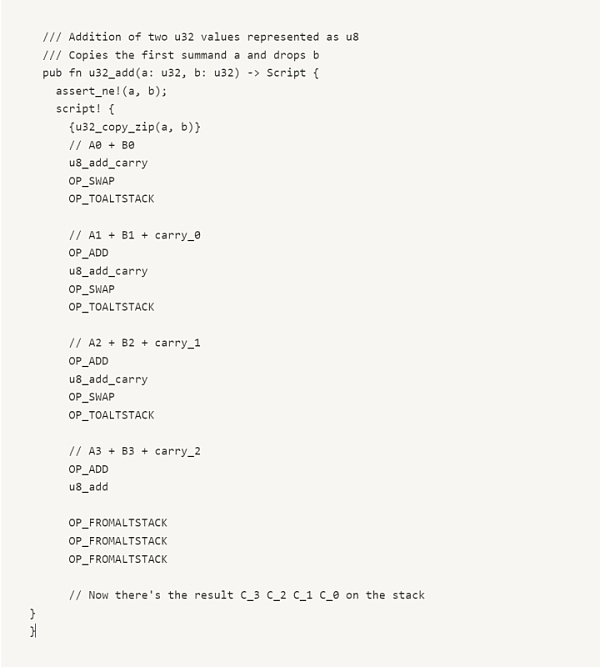 /// Addition of two u32 values represented as u8
/// Copies the first summand a and drops b
pub fn u32_add(a: u32, b: u32) -> Script {
assert_ne!(a, b);
script! {
{u32_copy_zip(a, b)}
// A0 + B0
u8_add_carry
OP_SWAP
OP_TOALTSTACK
// A1 + B1 + carry_0
OP_ADD
u8_add_carry
OP_SWAP
OP_TOALTSTACK
// A2 + B2 + carry_1
OP_ADD
u8_add_carry
OP_SWAP
OP_TOALTSTACK
// A3 + B3 + carry_2
OP_ADD
u8_add
OP_FROMALTSTACK
OP_FROMALTSTACK
OP_FROMALTSTACK
// Now there's the result C_3 C_2 C_1 C_0 on the stack
}
}